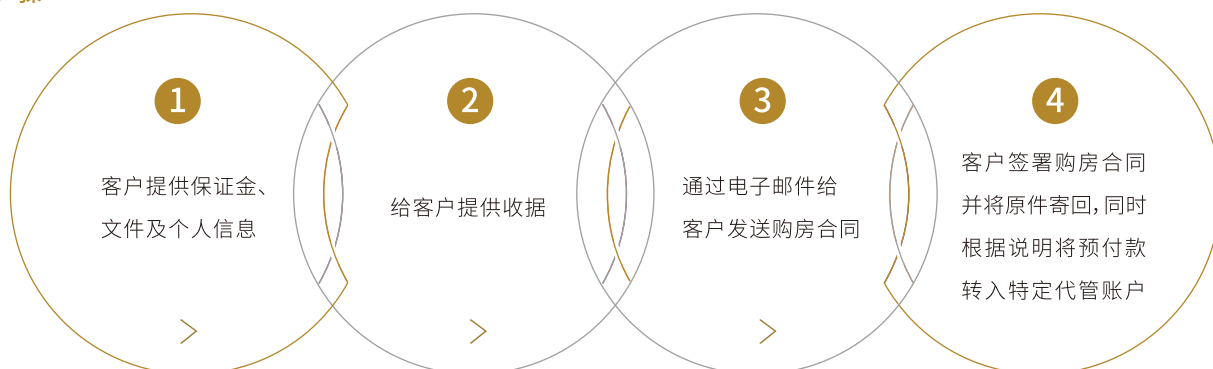 1
客户提供保证金、
文件及个人信息
2
给客户提供收据
3
通过电子邮件给
客户发送购房合同
4
客户签署购房合同
并将原件寄回，同时
根据说明将预付款
转入特定代管账户